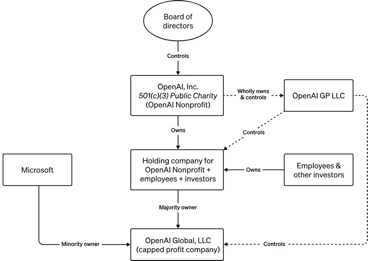 Board of
directors
Controls
OpenAI, Inc.
501(c)(3) Public Charity
(OpenAI Nonprofit)
Wholly owns
& controls
OpenAI GP LLC
Owns
Controls
Microsoft
Holding company for
OpenAI Nonprofit +
employees + investors
Owns
Employees &
other investors
Majority owner
Minority owner
OpenAI Global, LLC
(capped profit company)
Controls